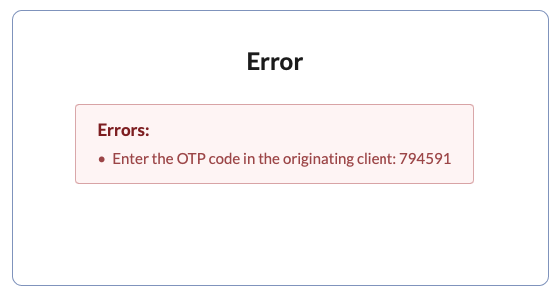 Error
Errors:
• Enter the OTP code in the originating client: 794591